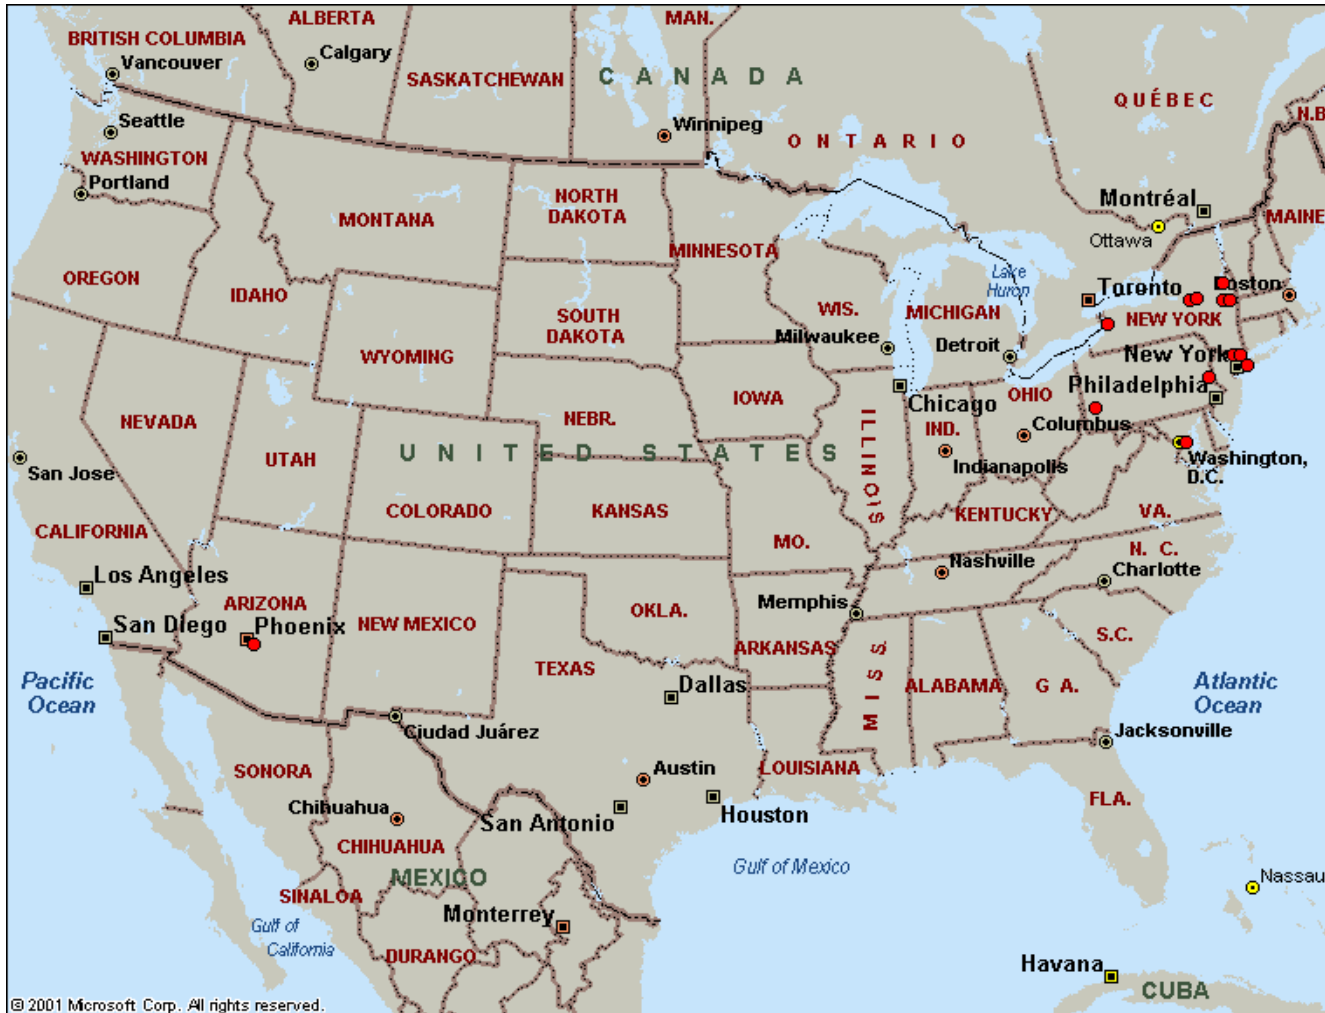 ALBERTA
MAN.
BRITISH COLUMBIA
Vancouver
Calgary
SASKATCHEWAN
CANADA
QUÉBEC
N.B
Seattle
Winnipeg
ONTARIO
WASHINGTON
Portland
NORTH
DAKOTA
MONTANA
Montréal
MAINE
Ottawa
MINNESOTA
OREGON
IDAHO
Lake
Huron
Toronto
Boston
WIS.
MICHIGAN
SOUTH
DAKOTA
NEW YORK
Milwaukee
Detroit
New York
WYOMING
Philadelphia
IOWA
OHIO
Chicago
NEVADA
NEBR.
IND.
Columbus
ILLINOIS
UNITED STATES
UTAH
San Jose
Indianapolis
Washington,
D.C.
COLORADO
KANSAS
KENTUCKY
VA.
CALIFORNIA
MO.
N. C.
Nashville
Charlotte
Los Angeles
ARIZONA
OKLA.
Memphis
San Diego
Phoenix
NEW MEXICO
S.C.
ARKANSAS
TEXAS
MISS.
Pacific
Ocean
Dallas
ALABAMA
GA.
Atlantic
Ocean
Ciudad Juárez
Jacksonville
SONORA
Austin
LOUISIANA
Chihuahua
FLA.
San Antonio
Houston
CHIHUAHUA
Gulf of Mexico
MEXICO
Nassau
SINALOA
Monterrey
Gulf of
California
DURANGO
Havana
CUBA
© 2001 Microsoft Corp. All rights reserved.